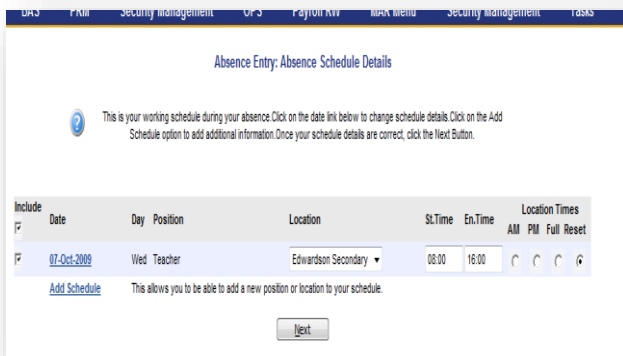 DAS PRM Security Management OPS Payroll RW MAR Menu Security Management Tasks
Absence Entry: Absence Schedule Details
This is your working schedule during your absence.Click on the date link below to change schedule details.Click on the Add
Schedule option to add additional information.Once your schedule details are correct, click the Next Button.
Include Date Day Position Location St.Time En.Time Location Times
AM PM Full Reset
07-Oct-2009 Wed Teacher Edwardson Secondary 08:00 16:00
Add Schedule This allows you to be able to add a new position or location to your schedule.
Next